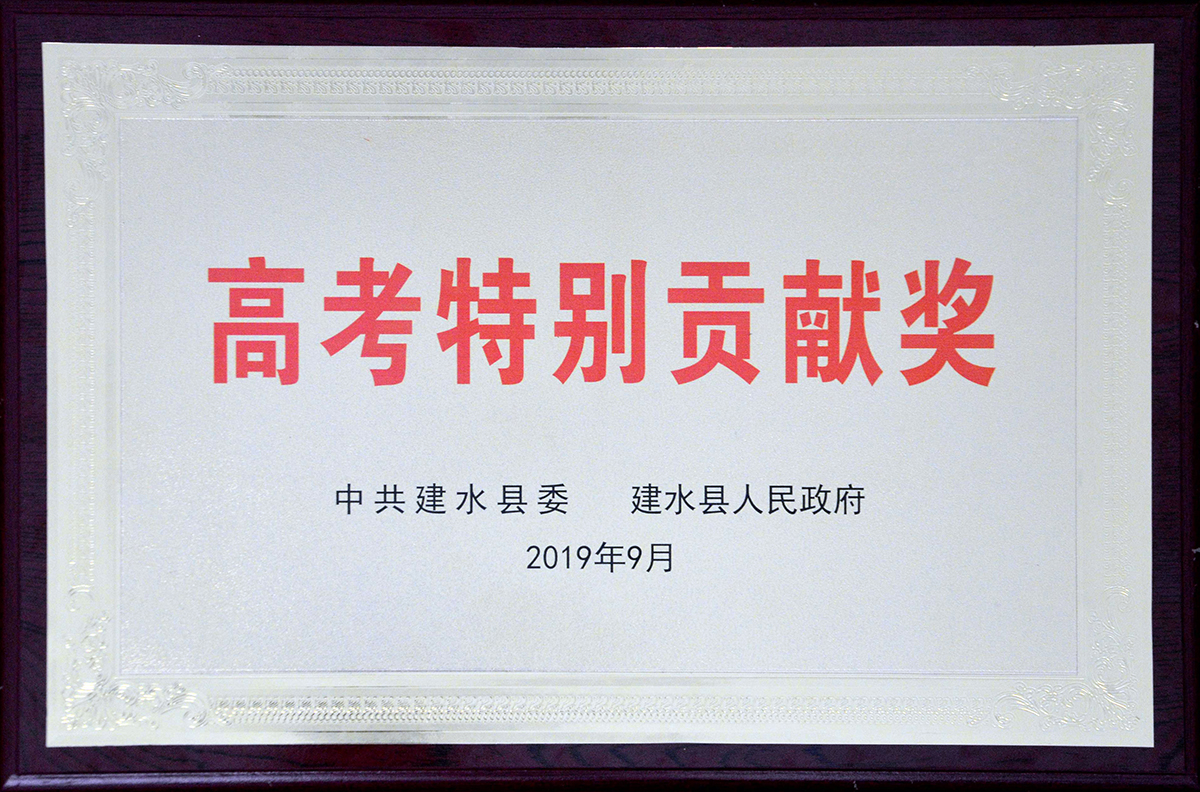 高考特别贡献奖
中共建水县委 建水县人民政府
2019年9月